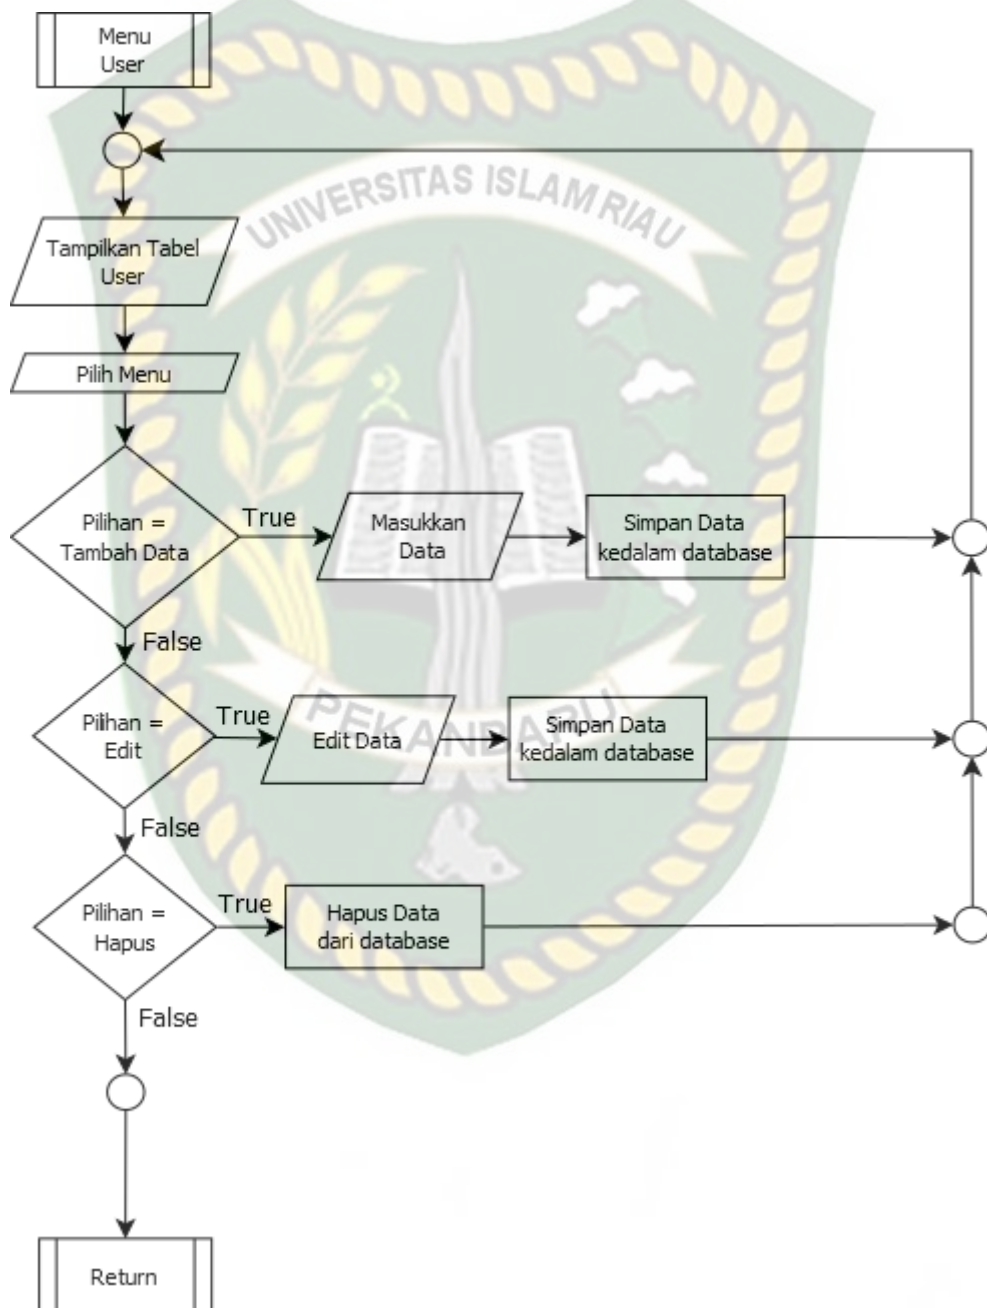 Menu
User
UNIVERSITAS ISLAM RIAU
Tampilkan Tabel
User
Pilih Menu
Pilihan =
Tambah Data
True
Masukkan
Data
Simpan Data
kedalam database
False
Pilihan =
Edit
True
Edit Data
Simpan Data
kedalam database
PEKANBARU
False
Pilihan =
Hapus
True
Hapus Data
dari database
False
Return